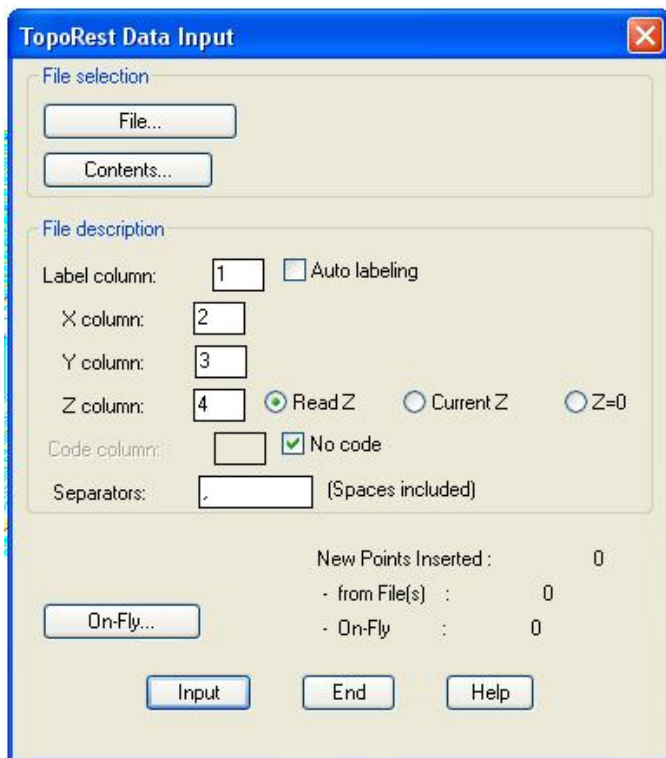 TopoRest Data Input
File selection
File...
Contents...
File description
Label column: 1 Auto labeling
X column: 2
Y column: 3
Z column: 4 Read Z Current Z Z=0
Code column: No code
Separators: , (Spaces included)
New Points Inserted : 0
- from File(s) : 0
On-Fly... - On-Fly : 0
Input End Help